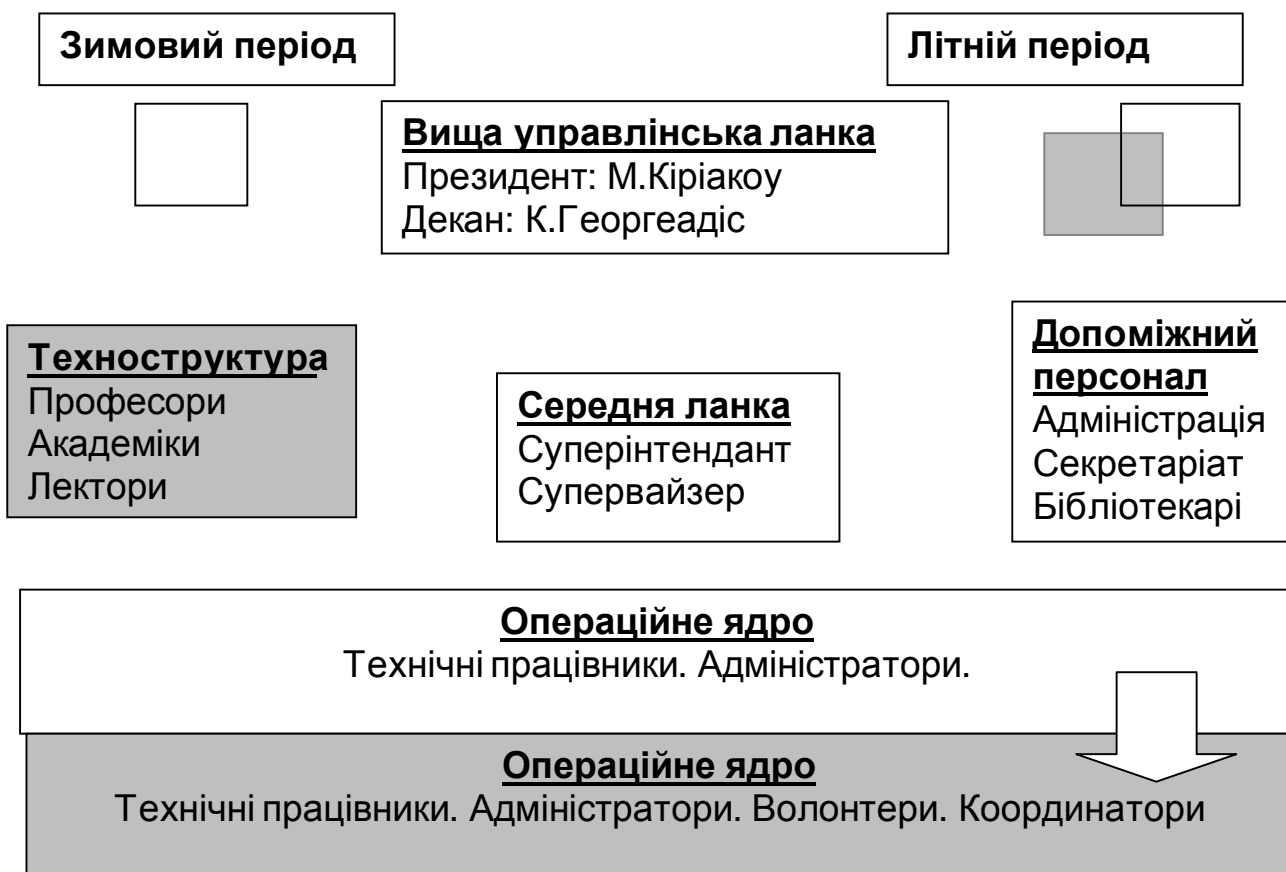 Зимовий період
Літній період
Вища управлінська ланка
Президент: М.Кіріакоу
Декан: К.Георгеадіс
Техноструктура
Професори
Академіки
Лектори
Середня ланка
Суперінтендант
Супервайзер
Допоміжний
персонал
Адміністрація
Секретаріат
Бібліотекарі
Операційне ядро
Технічні працівники. Адміністратори.
Операційне ядро
Технічні працівники. Адміністратори. Волонтери. Координатори